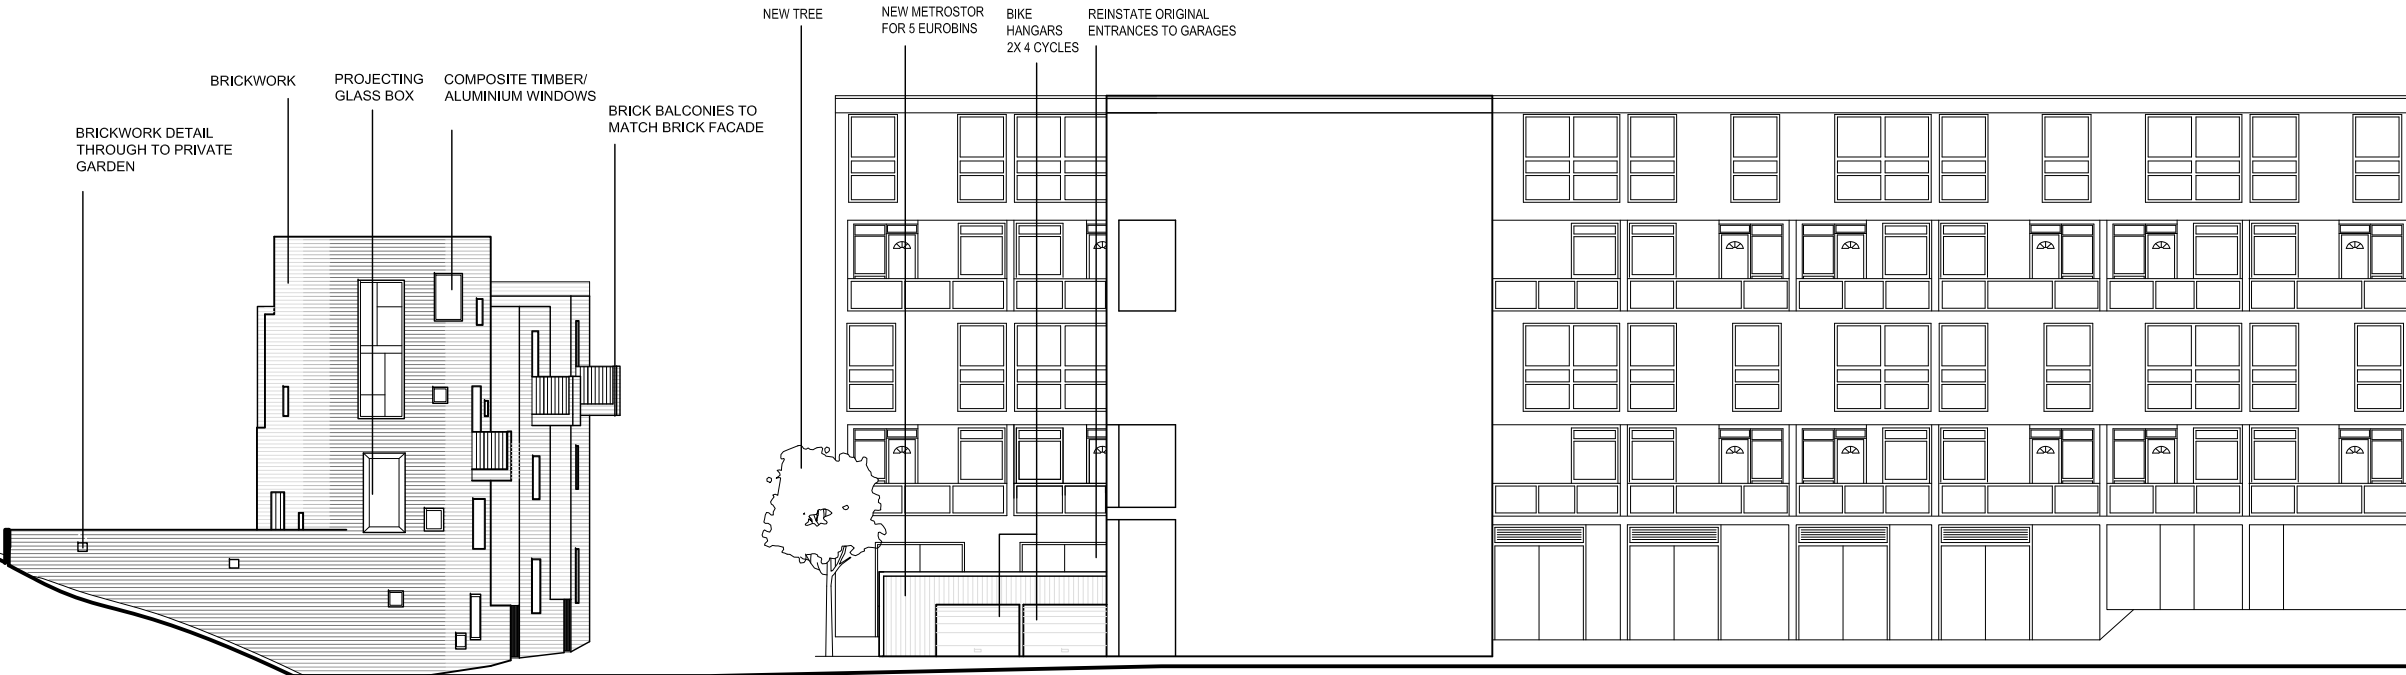 BRICKWORK DETAIL
THROUGH TO PRIVATE
GARDEN
BRICKWORK
PROJECTING
GLASS BOX
COMPOSITE TIMBER/
ALUMINIUM WINDOWS
BRICK BALCONIES TO
MATCH BRICK FACADE
NEW TREE
NEW METROSTOR
FOR 5 EUROBINS
BIKE
HANGARS
2X 4 CYCLES
REINSTATE ORIGINAL
ENTRANCES TO GARAGES